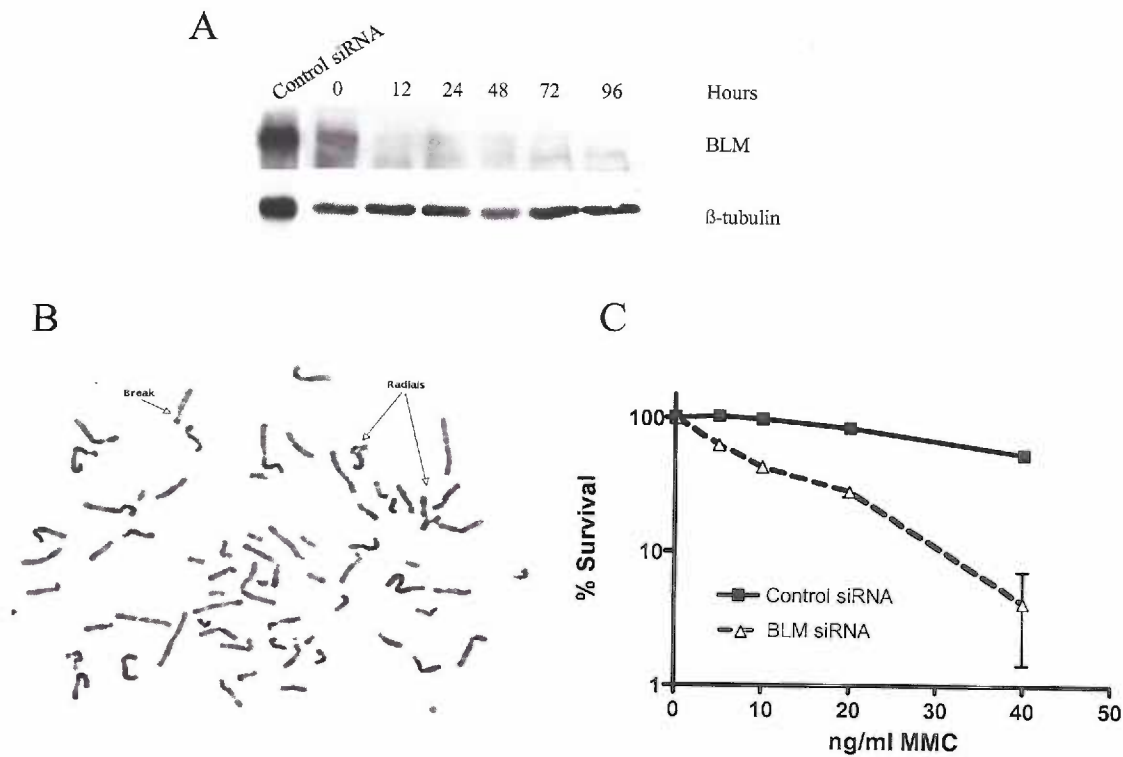 A
Control siRNA
0 12 24 48 72 96 Hours
BLM
ß-tubulin
B
Break
Radials
C
100
10
1
% Survival
Control siRNA
BLM siRNA
0 10 20 30 40 50
ng/ml MMC